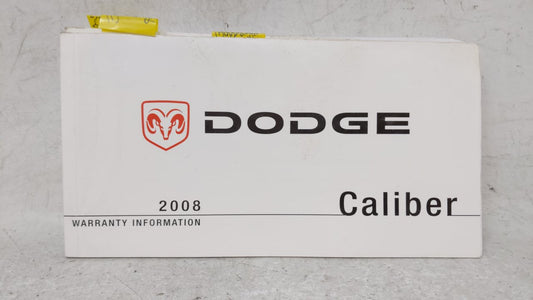 DODGE
2008
Caliber
WARRANTY INFORMATION